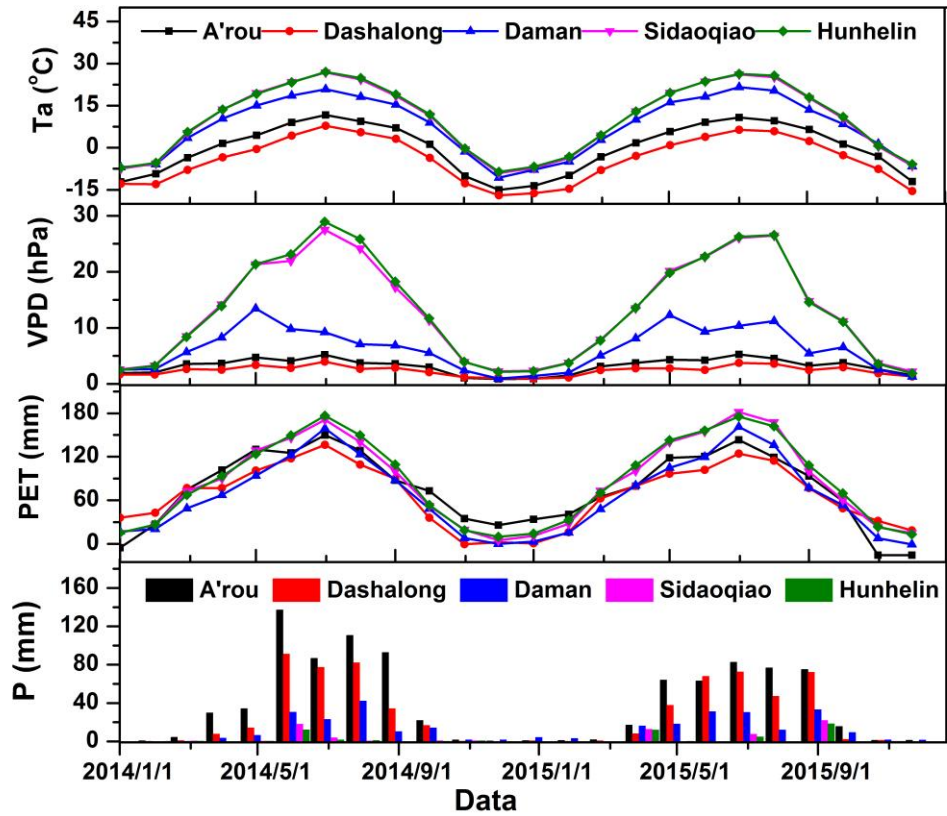 A'rou Dashalong Daman Sidaoqiao Hunhelin
Ta (°C)
45
30
15
0
-15
VPD (hPa)
30
20
10
0
PET (mm)
180
120
60
0
A'rou Dashalong Daman Sidaoqiao Hunhelin
P (mm)
160
120
80
40
0
2014/1/1 2014/5/1 2014/9/1 2015/1/1 2015/5/1 2015/9/1
Data